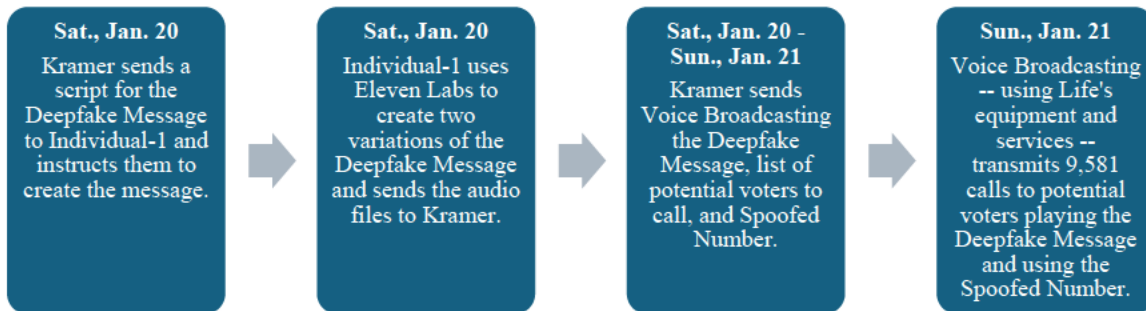 Sat., Jan. 20
Kramer sends a
script for the
Deepfake Message
to Individual-1 and
instructs them to
create the message.
Sat., Jan. 20
Individual-1 uses
Eleven Labs to
create two
variations of the
Deepfake Message
and sends the audio
files to Kramer.
Sat., Jan. 20 -
Sun., Jan. 21
Kramer sends
Voice Broadcasting
the Deepfake
Message, list of
potential voters to
call, and Spoofed
Number.
Sun., Jan. 21
Voice Broadcasting
-- using Life's
equipment and
services --
transmits 9,581
calls to potential
voters playing the
Deepfake Message
and using the
Spoofed Number.